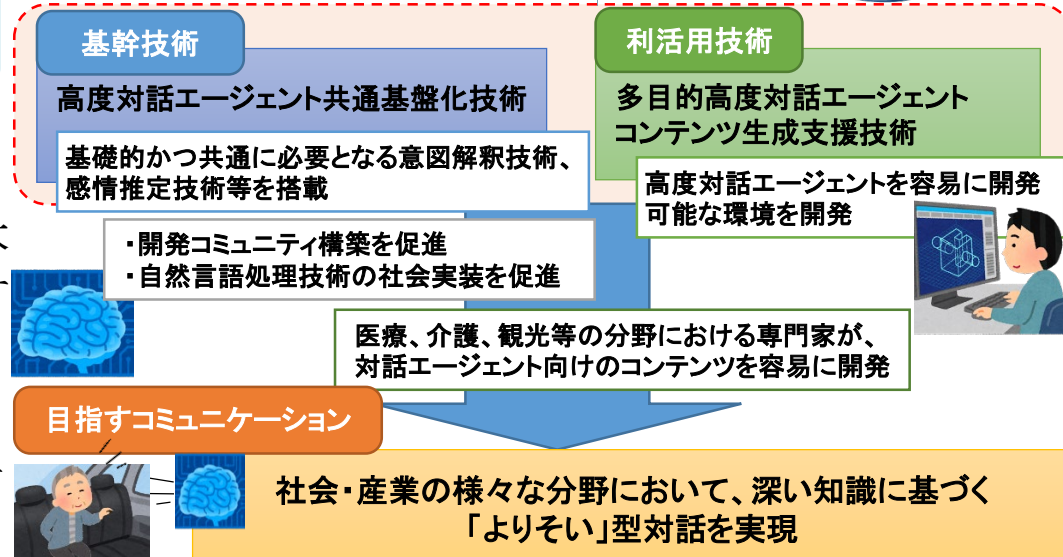 基幹技術
高度対話エージェント共通基盤化技術
基礎的かつ共通に必要となる意図解釈技術、
感情推定技術等を搭載
・開発コミュニティ構築を促進
・自然言語処理技術の社会実装を促進
利活用技術
多目的高度対話エージェント
コンテンツ生成支援技術
高度対話エージェントを容易に開発
可能な環境を開発
医療、介護、観光等の分野における専門家が、
対話エージェント向けのコンテンツを容易に開発
目指すコミュニケーション
社会・産業の様々な分野において、深い知識に基づく
「よりそい」型対話を実現